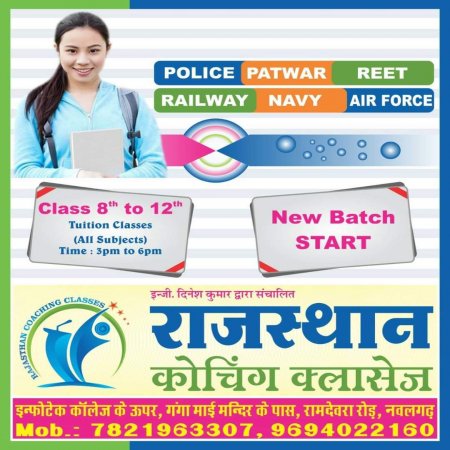 POLICE PATWAR REET
RAILWAY NAVY AIR FORCE
Class 8th to 12th
Tuition Classes
(All Subjects)
Time : 3pm to 6pm
New Batch
START
इन्जी. दिनेश कुमार द्वारा संचालित
RAJASTHAN COACHING CLASSES
राजस्थान
कोचिंग क्लासेज
इन्फोटेक कॉलेज के ऊपर, गंगा माई मन्दिर के पास, रामदेवरा रोड़, नवलगढ़
Mob.: 7821963307, 9694022160